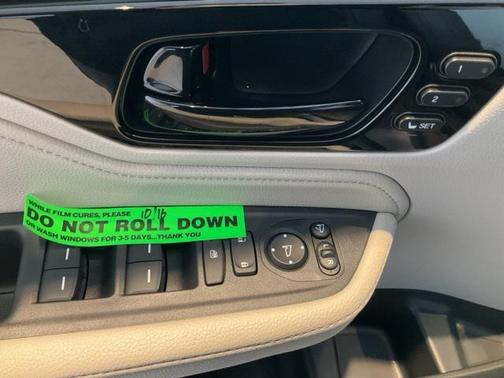 1
2
SET
WHILE FILM CURES, PLEASE 10/16
DO NOT ROLL DOWN
OR WASH WINDOWS FOR 3-5 DAYS...THANK YOU